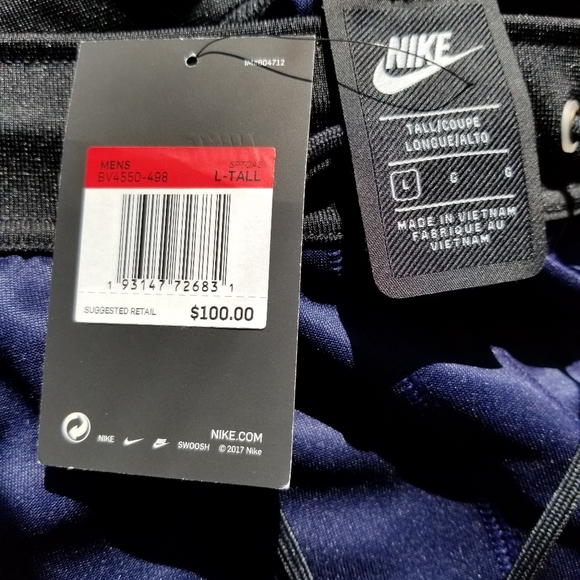 MENS
BV4550-498
L-TALL
1 93147 72683 1
SUGGESTED RETAIL
$100.00
NIKE.COM
NIKE
SWOOSH
© 2017 Nike
NIKE
TALL/COUPE
LONGUE/ALTO
L G G
MADE IN VIETNAM
FABRIQUE AU
VIETNAM